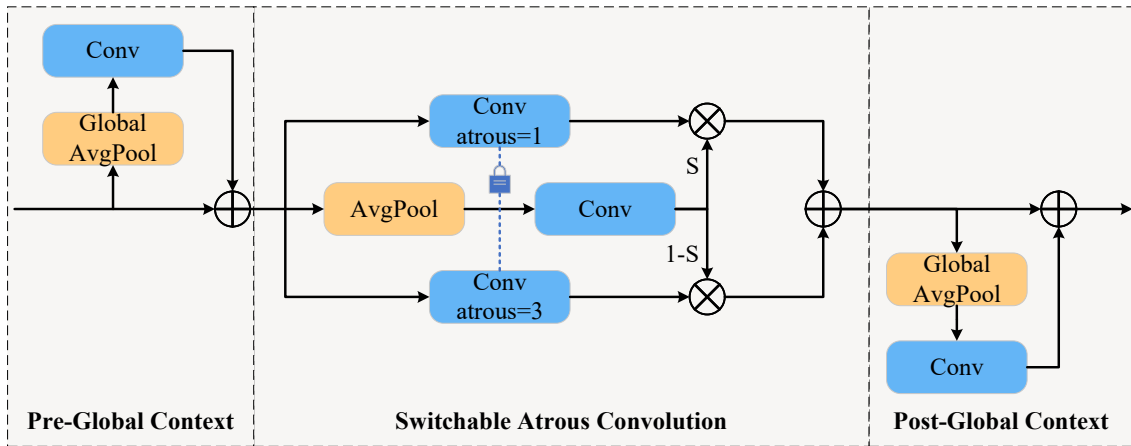 Conv
Global
AvgPool
Pre-Global Context
Conv
atrous=1
AvgPool
Conv
S
1-S
Conv
atrous=3
Switchable Atrous Convolution
Global
AvgPool
Conv
Post-Global Context